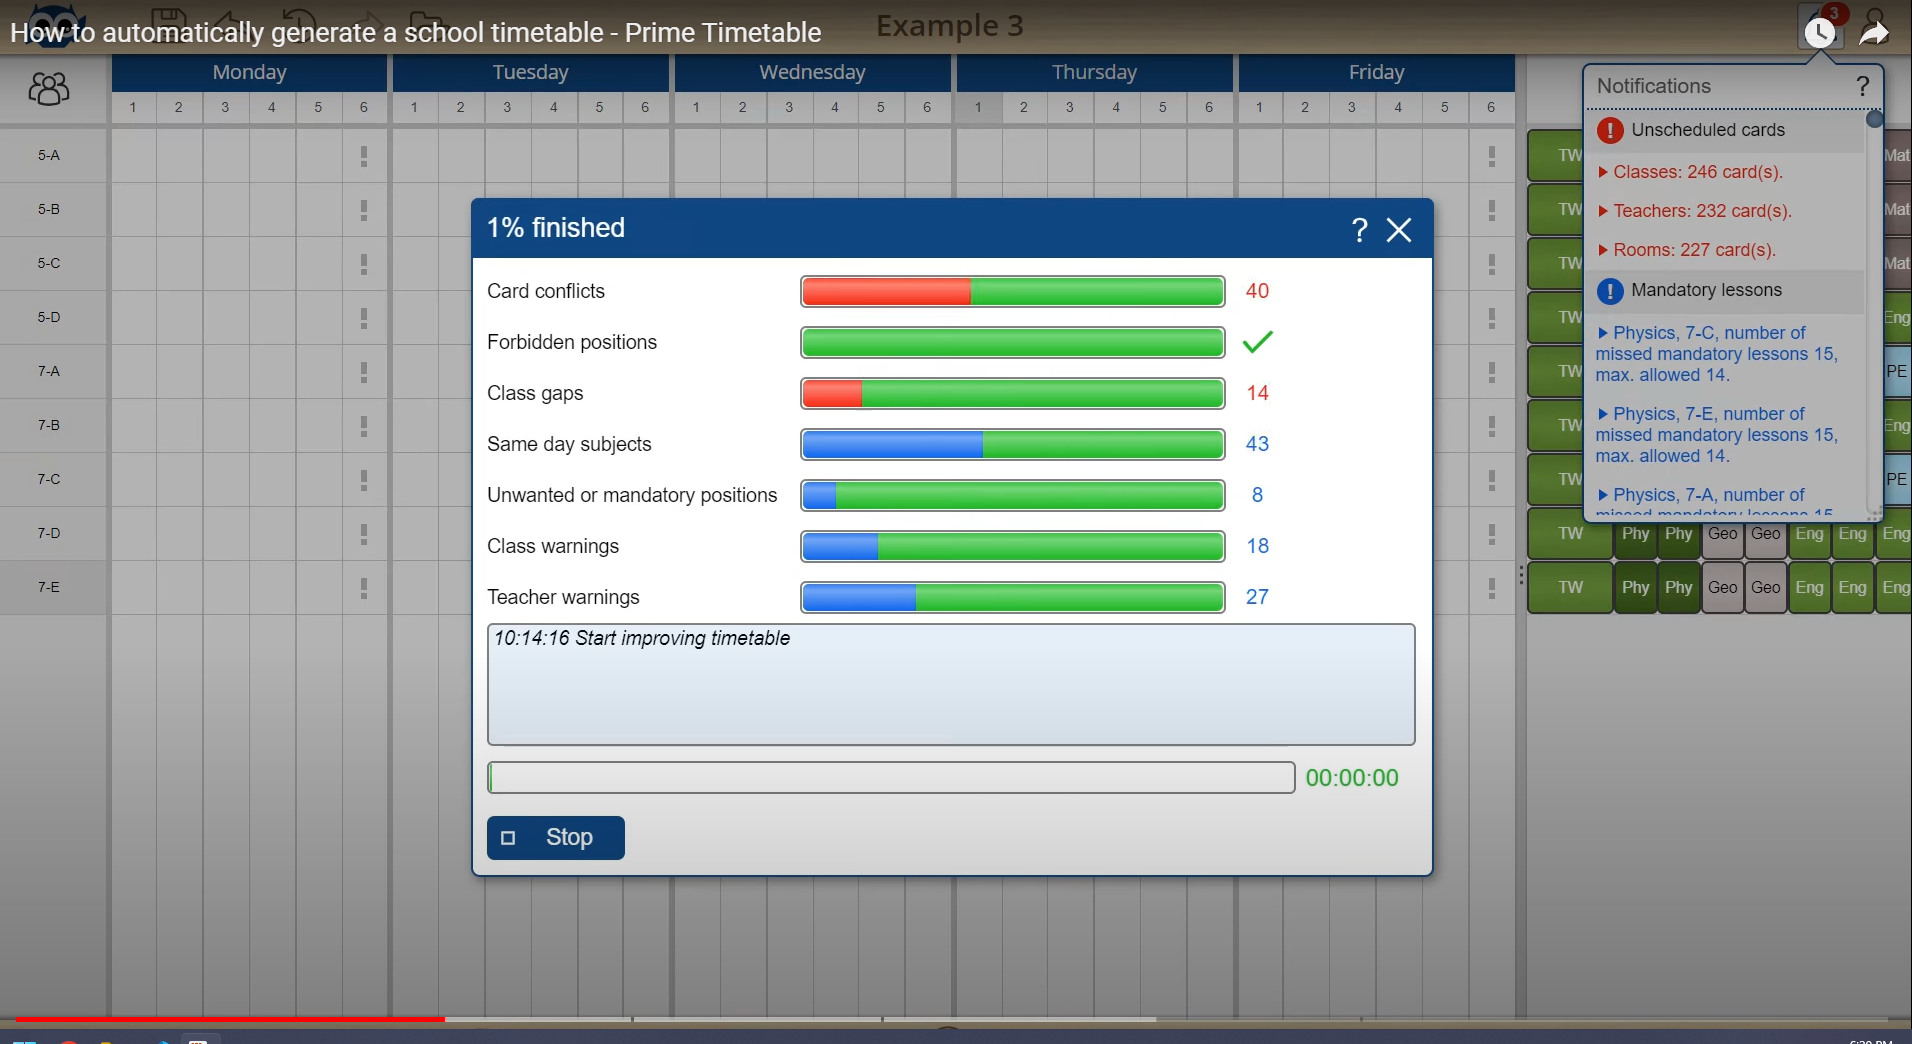 How to automatically generate a school timetable - Prime Timetable
Example 3
3
Monday Tuesday Wednesday Thursday Friday
1 2 3 4 5 6 1 2 3 4 5 6 1 2 3 4 5 6 1 2 3 4 5 6 1 2 3 4 5 6
5-A
5-B
5-C
5-D
7-A
7-B
7-C
7-D
7-E
1% finished
?
Card conflicts 40
Forbidden positions
Class gaps 14
Same day subjects 43
Unwanted or mandatory positions 8
Class warnings 18
Teacher warnings 27
10:14:16 Start improving timetable
00:00:00
Stop
Notifications ?
Unscheduled cards
Classes: 246 card(s).
Teachers: 232 card(s).
Rooms: 227 card(s).
Mandatory lessons
Physics, 7-C, number of
missed mandatory lessons 15,
max. allowed 14.
Physics, 7-E, number of
missed mandatory lessons 15,
max. allowed 14.
Physics, 7-A, number of
missed mandatory lessons 15
TW Mat
TW Mat
TW Mat
TW Eng
TW PE
TW Eng
TW PE
TW Phy Phy Geo Geo Eng Eng Eng
TW Phy Phy Geo Geo Eng Eng Eng